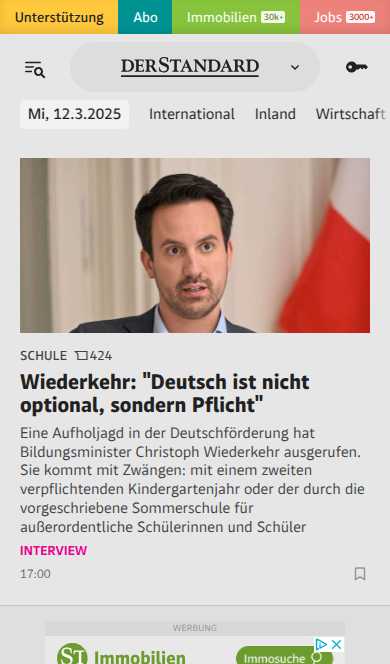 Unterstützung Abo Immobilien 30k+ Jobs 3000+
DERSTANDARD
Mi, 12.3.2025 International Inland Wirtschaft
SCHULE 424
Wiederkehr: "Deutsch ist nicht
optional, sondern Pflicht"
Eine Aufholjagd in der Deutschförderung hat
Bildungsminister Christoph Wiederkehr ausgerufen.
Sie kommt mit Zwängen: mit einem zweiten
verpflichtenden Kindergartenjahr oder der durch die
vorgeschriebene Sommerschule für
außerordentliche Schülerinnen und Schüler
INTERVIEW
17:00
WERBUNG
ST Immobilien
Immosuche